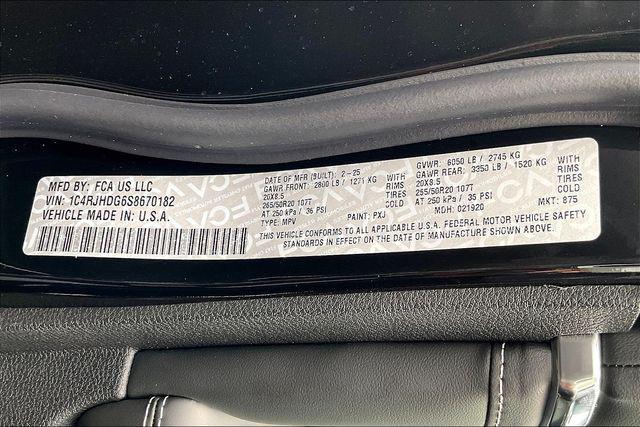 MFD BY: FCA US LLC
VIN: 1C4RJHDG6S8670182
VEHICLE MADE IN U.S.A.
DATE OF MFR (BUILT): 2-25
GAWR FRONT: 2800 LB / 1271 KG WITH
20X8.5 RIMS
265/50R20 107T TIRES
AT 250 kPa / 36 PSI
TYPE: MPV PAINT: PXJ
GVWR: 6050 LB / 2745 KG
GAWR REAR: 3350 LB / 1520 KG WITH
20X8.5 RIMS
265/50R20 107T TIRES
AT 250 kPa / 35 PSI
MDH: 021920 MKT: 875
THIS VEHICLE CONFORMS TO ALL APPLICABLE U.S.A. FEDERAL MOTOR VEHICLE SAFETY
STANDARDS IN EFFECT ON THE DATE OF MANUFACTURE SHOWN ABOVE.